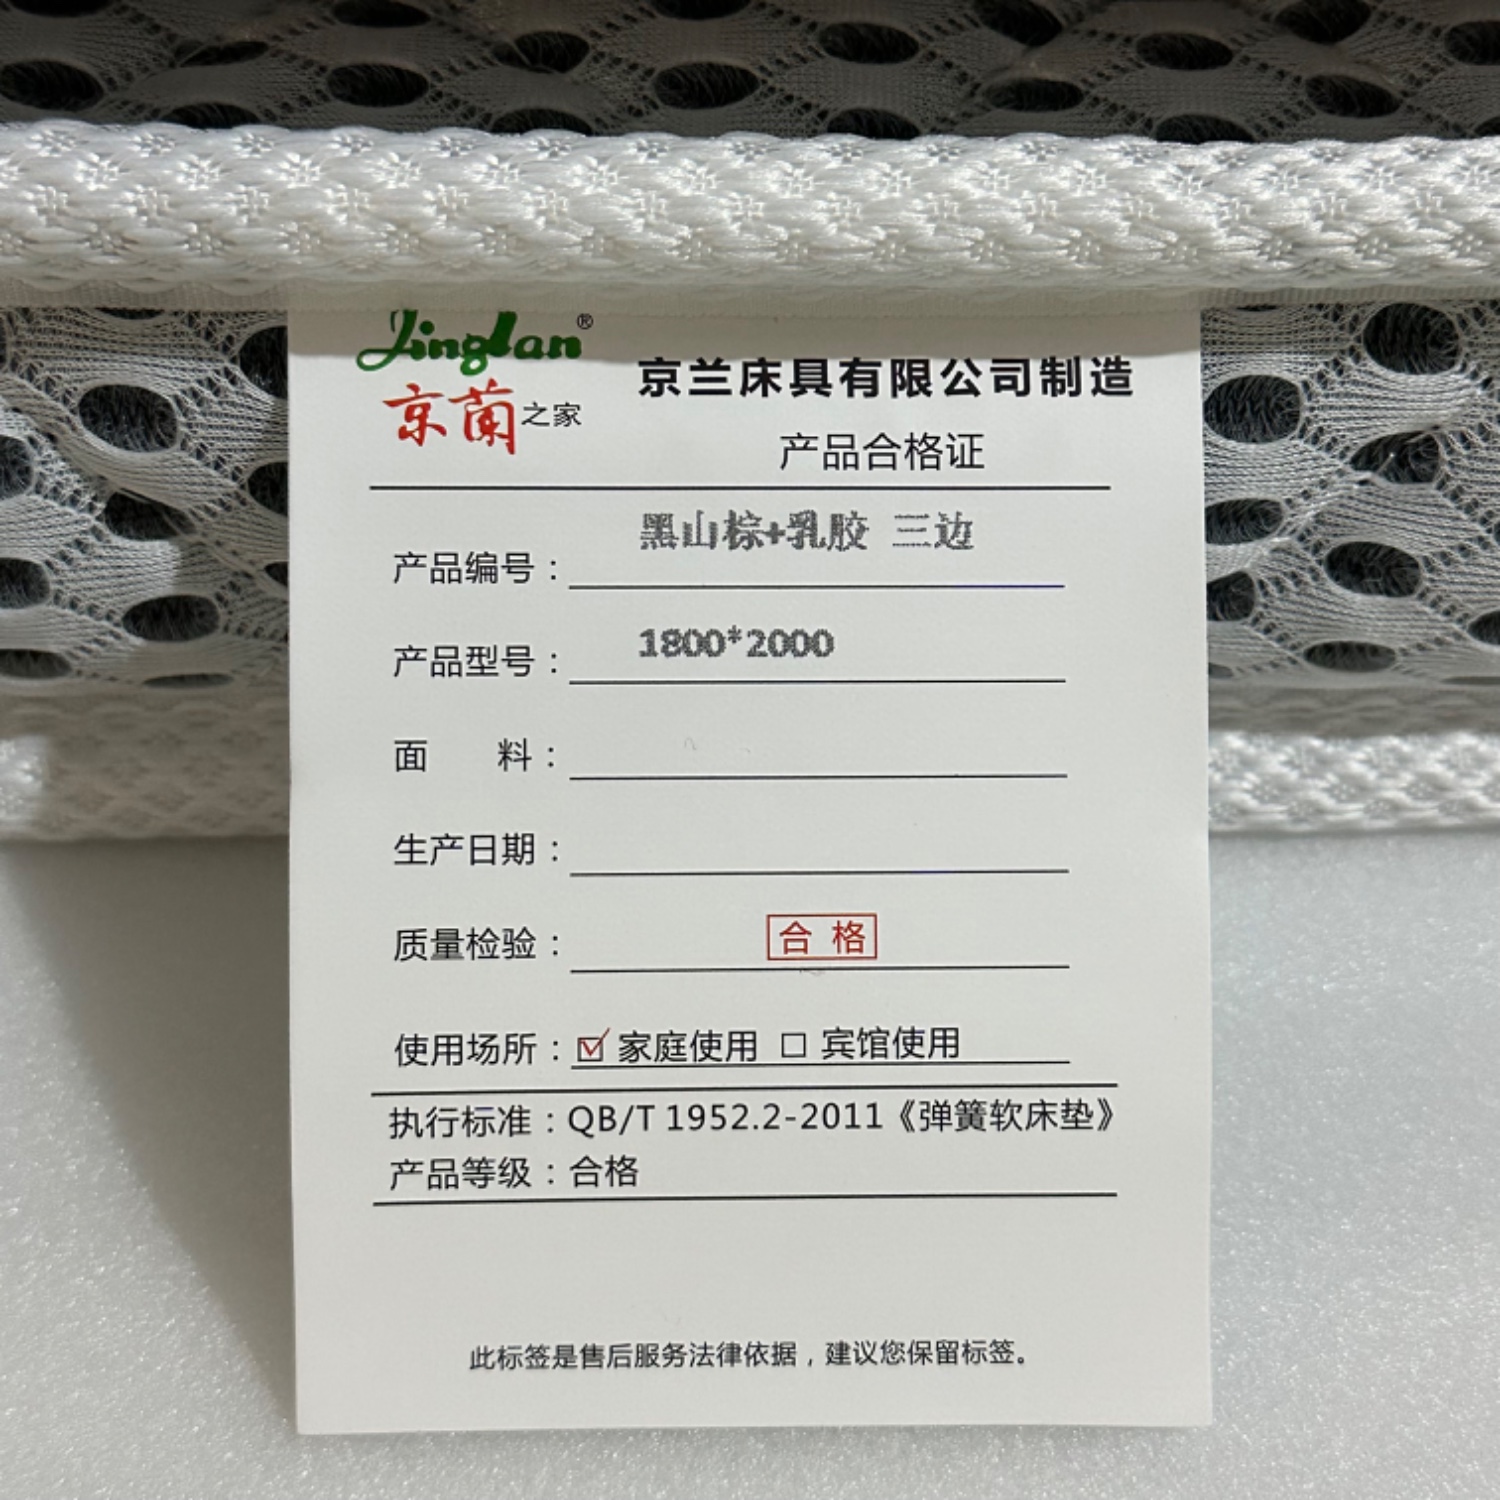 Jinglan®
京蘭之家
京兰床具有限公司制造
产品合格证
产品编号：黑山棕+乳胶 三边
产品型号：1800*2000
面 料：
生产日期：
质量检验：合 格
使用场所：☑ 家庭使用 □ 宾馆使用
执行标准：QB/T 1952.2-2011《弹簧软床垫》
产品等级：合格
此标签是售后服务法律依据，建议您保留标签。